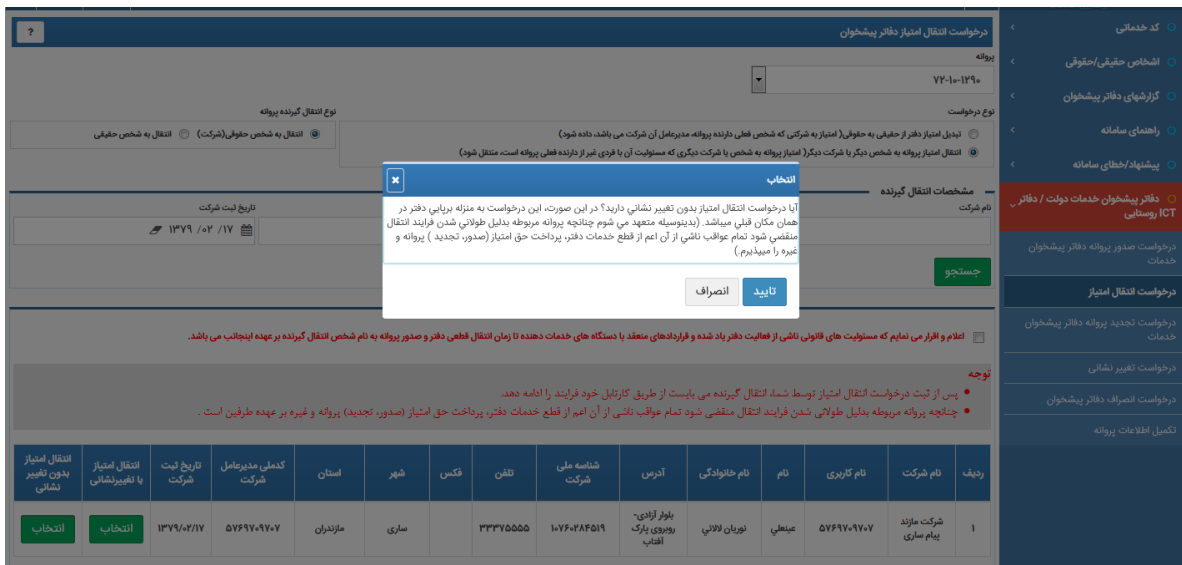 درخواست انتقال امتیاز دفاتر پیشخوان
?
پروانه
۷۲-۱۰-۱۲۹۰
نوع درخواست
تبدیل امتیاز دفتر از حقیقی به حقوقی( امتیاز به شرکتی که شخص فعلی دارنده پروانه، مدیرعامل آن شرکت می باشد، داده شود)
انتقال امتیاز پروانه به شخص دیگر یا شرکت دیگر( امتیاز پروانه به شخص یا شرکت دیگری که مسئولیت آن با فردی غیر از دارنده فعلی پروانه است، منتقل شود)
نوع انتقال گیرنده پروانه
انتقال به شخص حقوقی(شرکت) انتقال به شخص حقیقی
مشخصات انتقال گیرنده
نام شرکت
تاریخ ثبت شرکت
۱۳۷۹ /۰۲ /۱۷
جستجو
انتخاب
آیا درخواست انتقال امتیاز بدون تغییر نشاني دارید؟ در این صورت، این درخواست به منزله برپایي دفتر در
همان مکان قبلي میباشد. (بدینوسیله متعهد مي شوم چنانچه پروانه مربوطه بدلیل طولاني شدن فرایند انتقال
منقضي شود تمام عواقب ناشي از آن اعم از قطع خدمات دفتر، پرداخت حق امتیاز (صدور، تجدید ) پروانه و
غیره را میپذیرم.)
تایید
انصراف
اعلام و اقرار می نمایم که مسئولیت های قانونی ناشی از فعالیت دفتر یاد شده و قراردادهای منعقد با دستگاه های خدمات دهنده تا زمان انتقال قطعی دفتر و صدور پروانه به نام شخص انتقال گیرنده بر عهده اینجانب می باشد.
توجه
پس از ثبت درخواست انتقال امتیاز توسط شما، انتقال گیرنده می بایست از طریق کارتابل خود فرایند را ادامه دهد.
چنانچه پروانه مربوطه بدلیل طولانی شدن فرایند انتقال منقضی شود تمام عواقب ناشی از آن اعم از قطع خدمات دفتر، پرداخت حق امتیاز (صدور، تجدید) پروانه و غیره بر عهده طرفین است .
ردیف نام شرکت نام کاربری نام نام خانوادگی آدرس شناسه ملی شرکت تلفن فکس شهر استان کدملی مدیرعامل شرکت تاریخ ثبت شرکت انتقال امتیاز با تغییرنشانی انتقال امتیاز بدون تغییر نشانی
۱ شرکت مازند پیام ساری ۵۷۶۹۷۰۹۷۰۷ عینعلي نوریان لالائي بلوار آزادی- روبروی پارک آفتاب ۱۰۷۶۰۲۸۴۵۱۹ ۳۳۳۷۵۵۵۵ ساری مازندران ۵۷۶۹۷۰۹۷۰۷ ۱۳۷۹/۰۲/۱۷ انتخاب انتخاب
کد خدماتی
اشخاص حقیقی/حقوقی
گزارشهای دفاتر پیشخوان
راهنمای سامانه
پیشنهاد/خطای سامانه
دفاتر پیشخوان خدمات دولت / دفاتر
ICT روستایی
درخواست صدور پروانه دفاتر پیشخوان
خدمات
درخواست انتقال امتیاز
درخواست تجدید پروانه دفاتر پیشخوان
خدمات
درخواست تغییر نشانی
درخواست انصراف دفاتر پیشخوان
تکمیل اطلاعات پروانه